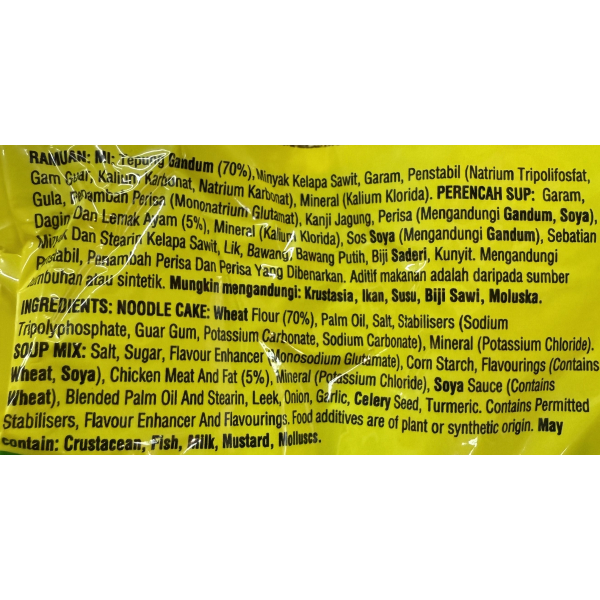 RAMUAN: MI: Tepung Gandum (70%), Minyak Kelapa Sawit, Garam, Penstabil (Natrium Tripolifosfat,
Gam Guar, Kalium Karbonat, Natrium Karbonat), Mineral (Kalium Klorida). PERENCAH SUP: Garam,
Gula, Penambah Perisa (Mononatrium Glutamat), Kanji Jagung, Perisa (Mengandungi Gandum, Soya),
Daging Dan Lemak Ayam (5%), Mineral (Kalium Klorida), Sos Soya (Mengandungi Gandum), Sebatian
Minyak Dan Stearin Kelapa Sawit, Lik, Bawang, Bawang Putih, Biji Saderi, Kunyit. Mengandungi
Penstabil, Penambah Perisa Dan Perisa Yang Dibenarkan. Aditif makanan adalah daripada sumber
tumbuhan atau sintetik. Mungkin mengandungi: Krustasia, Ikan, Susu, Biji Sawi, Moluska.
INGREDIENTS: NOODLE CAKE: Wheat Flour (70%), Palm Oil, Salt, Stabilisers (Sodium
Tripolyphosphate, Guar Gum, Potassium Carbonate, Sodium Carbonate), Mineral (Potassium Chloride).
SOUP MIX: Salt, Sugar, Flavour Enhancer (Monosodium Glutamate), Corn Starch, Flavourings (Contains
Wheat, Soya), Chicken Meat And Fat (5%), Mineral (Potassium Chloride), Soya Sauce (Contains
Wheat), Blended Palm Oil And Stearin, Leek, Onion, Garlic, Celery Seed, Turmeric. Contains Permitted
Stabilisers, Flavour Enhancer And Flavourings. Food additives are of plant or synthetic origin. May
contain: Crustacean, Fish, Milk, Mustard, Molluscs.